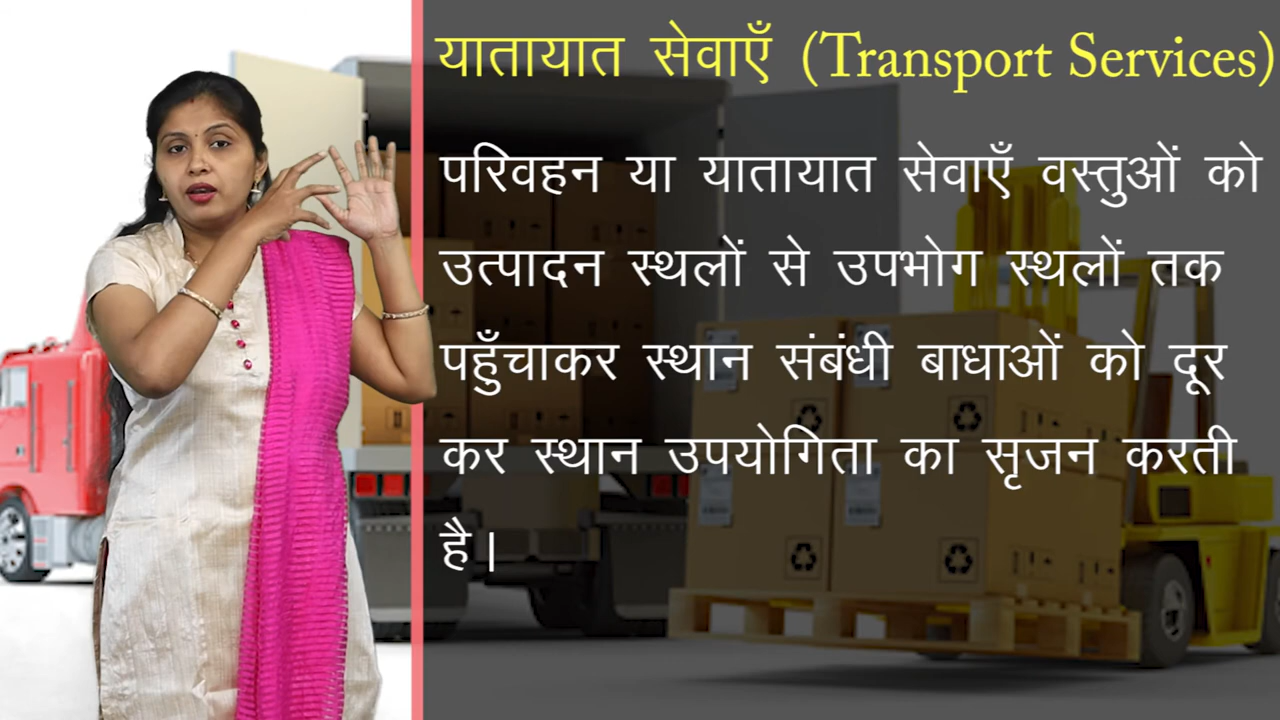 यातायात सेवाएँ (Transport Services)
परिवहन या यातायात सेवाएँ वस्तुओं को
उत्पादन स्थलों से उपभोग स्थलों तक
पहुँचाकर स्थान संबंधी बाधाओं को दूर
कर स्थान उपयोगिता का सृजन करती
है।